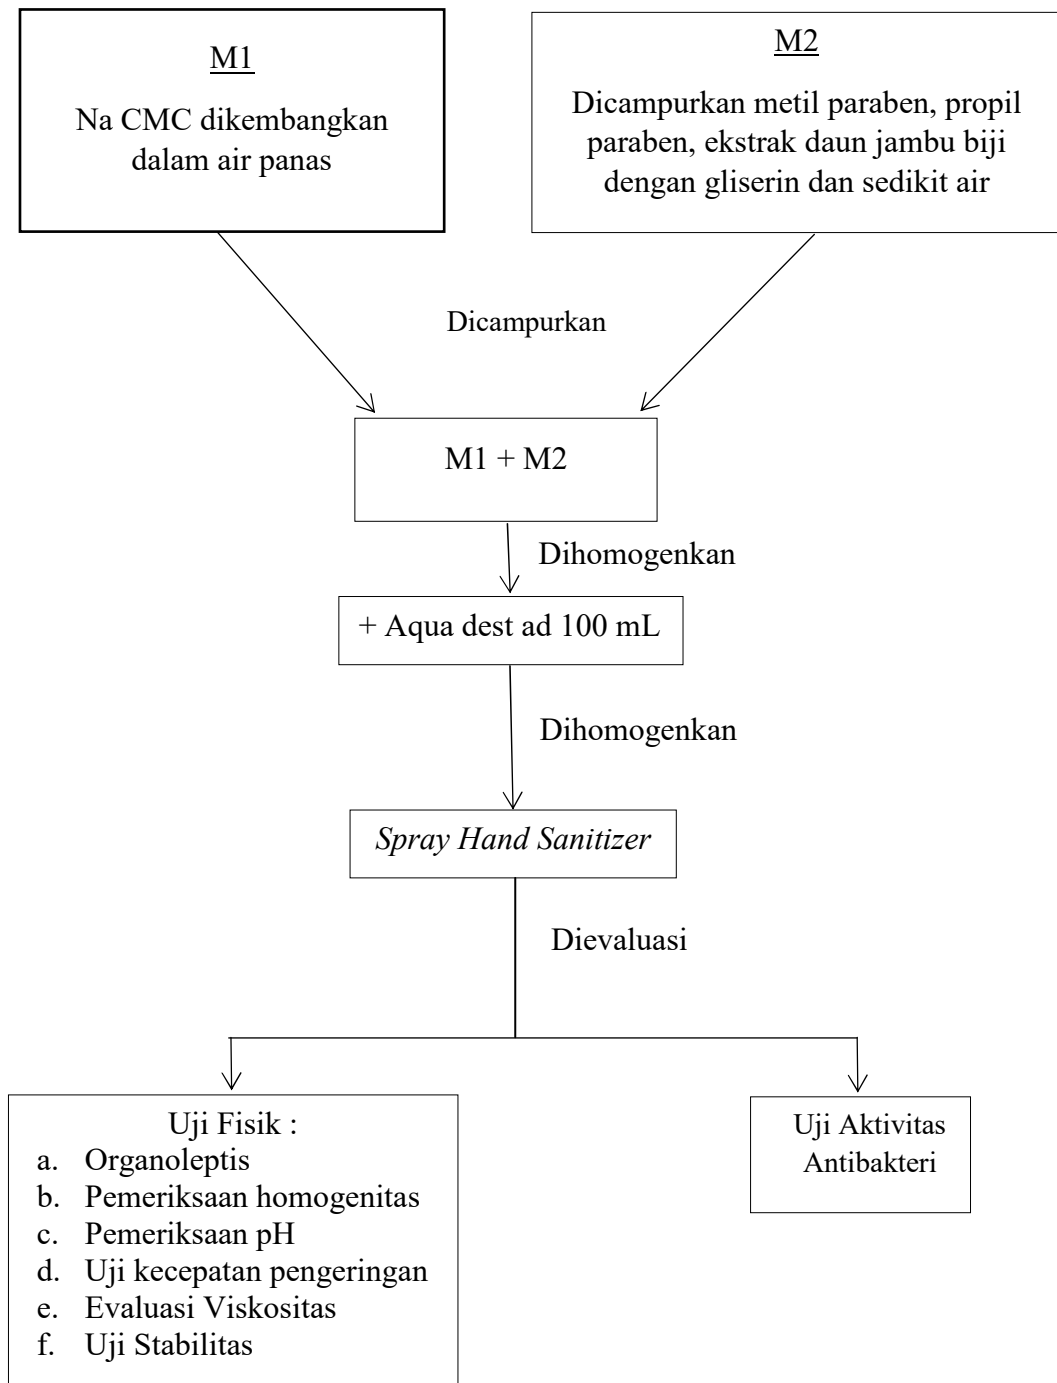 M1
Na CMC dikembangkan
dalam air panas
M2
Dicampurkan metil paraben, propil
paraben, ekstrak daun jambu biji
dengan gliserin dan sedikit air
Dicampurkan
M1 + M2
Dihomogenkan
+ Aqua dest ad 100 mL
Dihomogenkan
Spray Hand Sanitizer
Dievaluasi
Uji Fisik :
a. Organoleptis
b. Pemeriksaan homogenitas
c. Pemeriksaan pH
d. Uji kecepatan pengeringan
e. Evaluasi Viskositas
f. Uji Stabilitas
Uji Aktivitas
Antibakteri